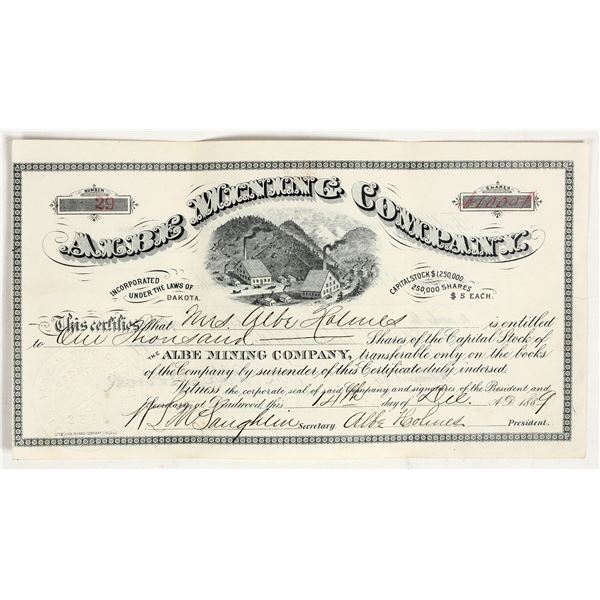 NUMBER
29
SHARES
ALBE MINING COMPANY.
INCORPORATED
UNDER THE LAWS OF
DAKOTA.
CAPITAL STOCK $1,250,000.
250,000 SHARES
$5 EACH.
This certifies that Mrs. Albe Holmes is entitled
to One Thousand Shares of the Capital Stock of
THE ALBE MINING COMPANY, transferable only on the books
of the Company by surrender of this Certificate duly indorsed.
Witness the corporate seal of said Company and signatures of the President and
Secretary at Deadwood, this 14th day of Dec A.D. 1889
McLaughlin Secretary. Albe Holmes President.